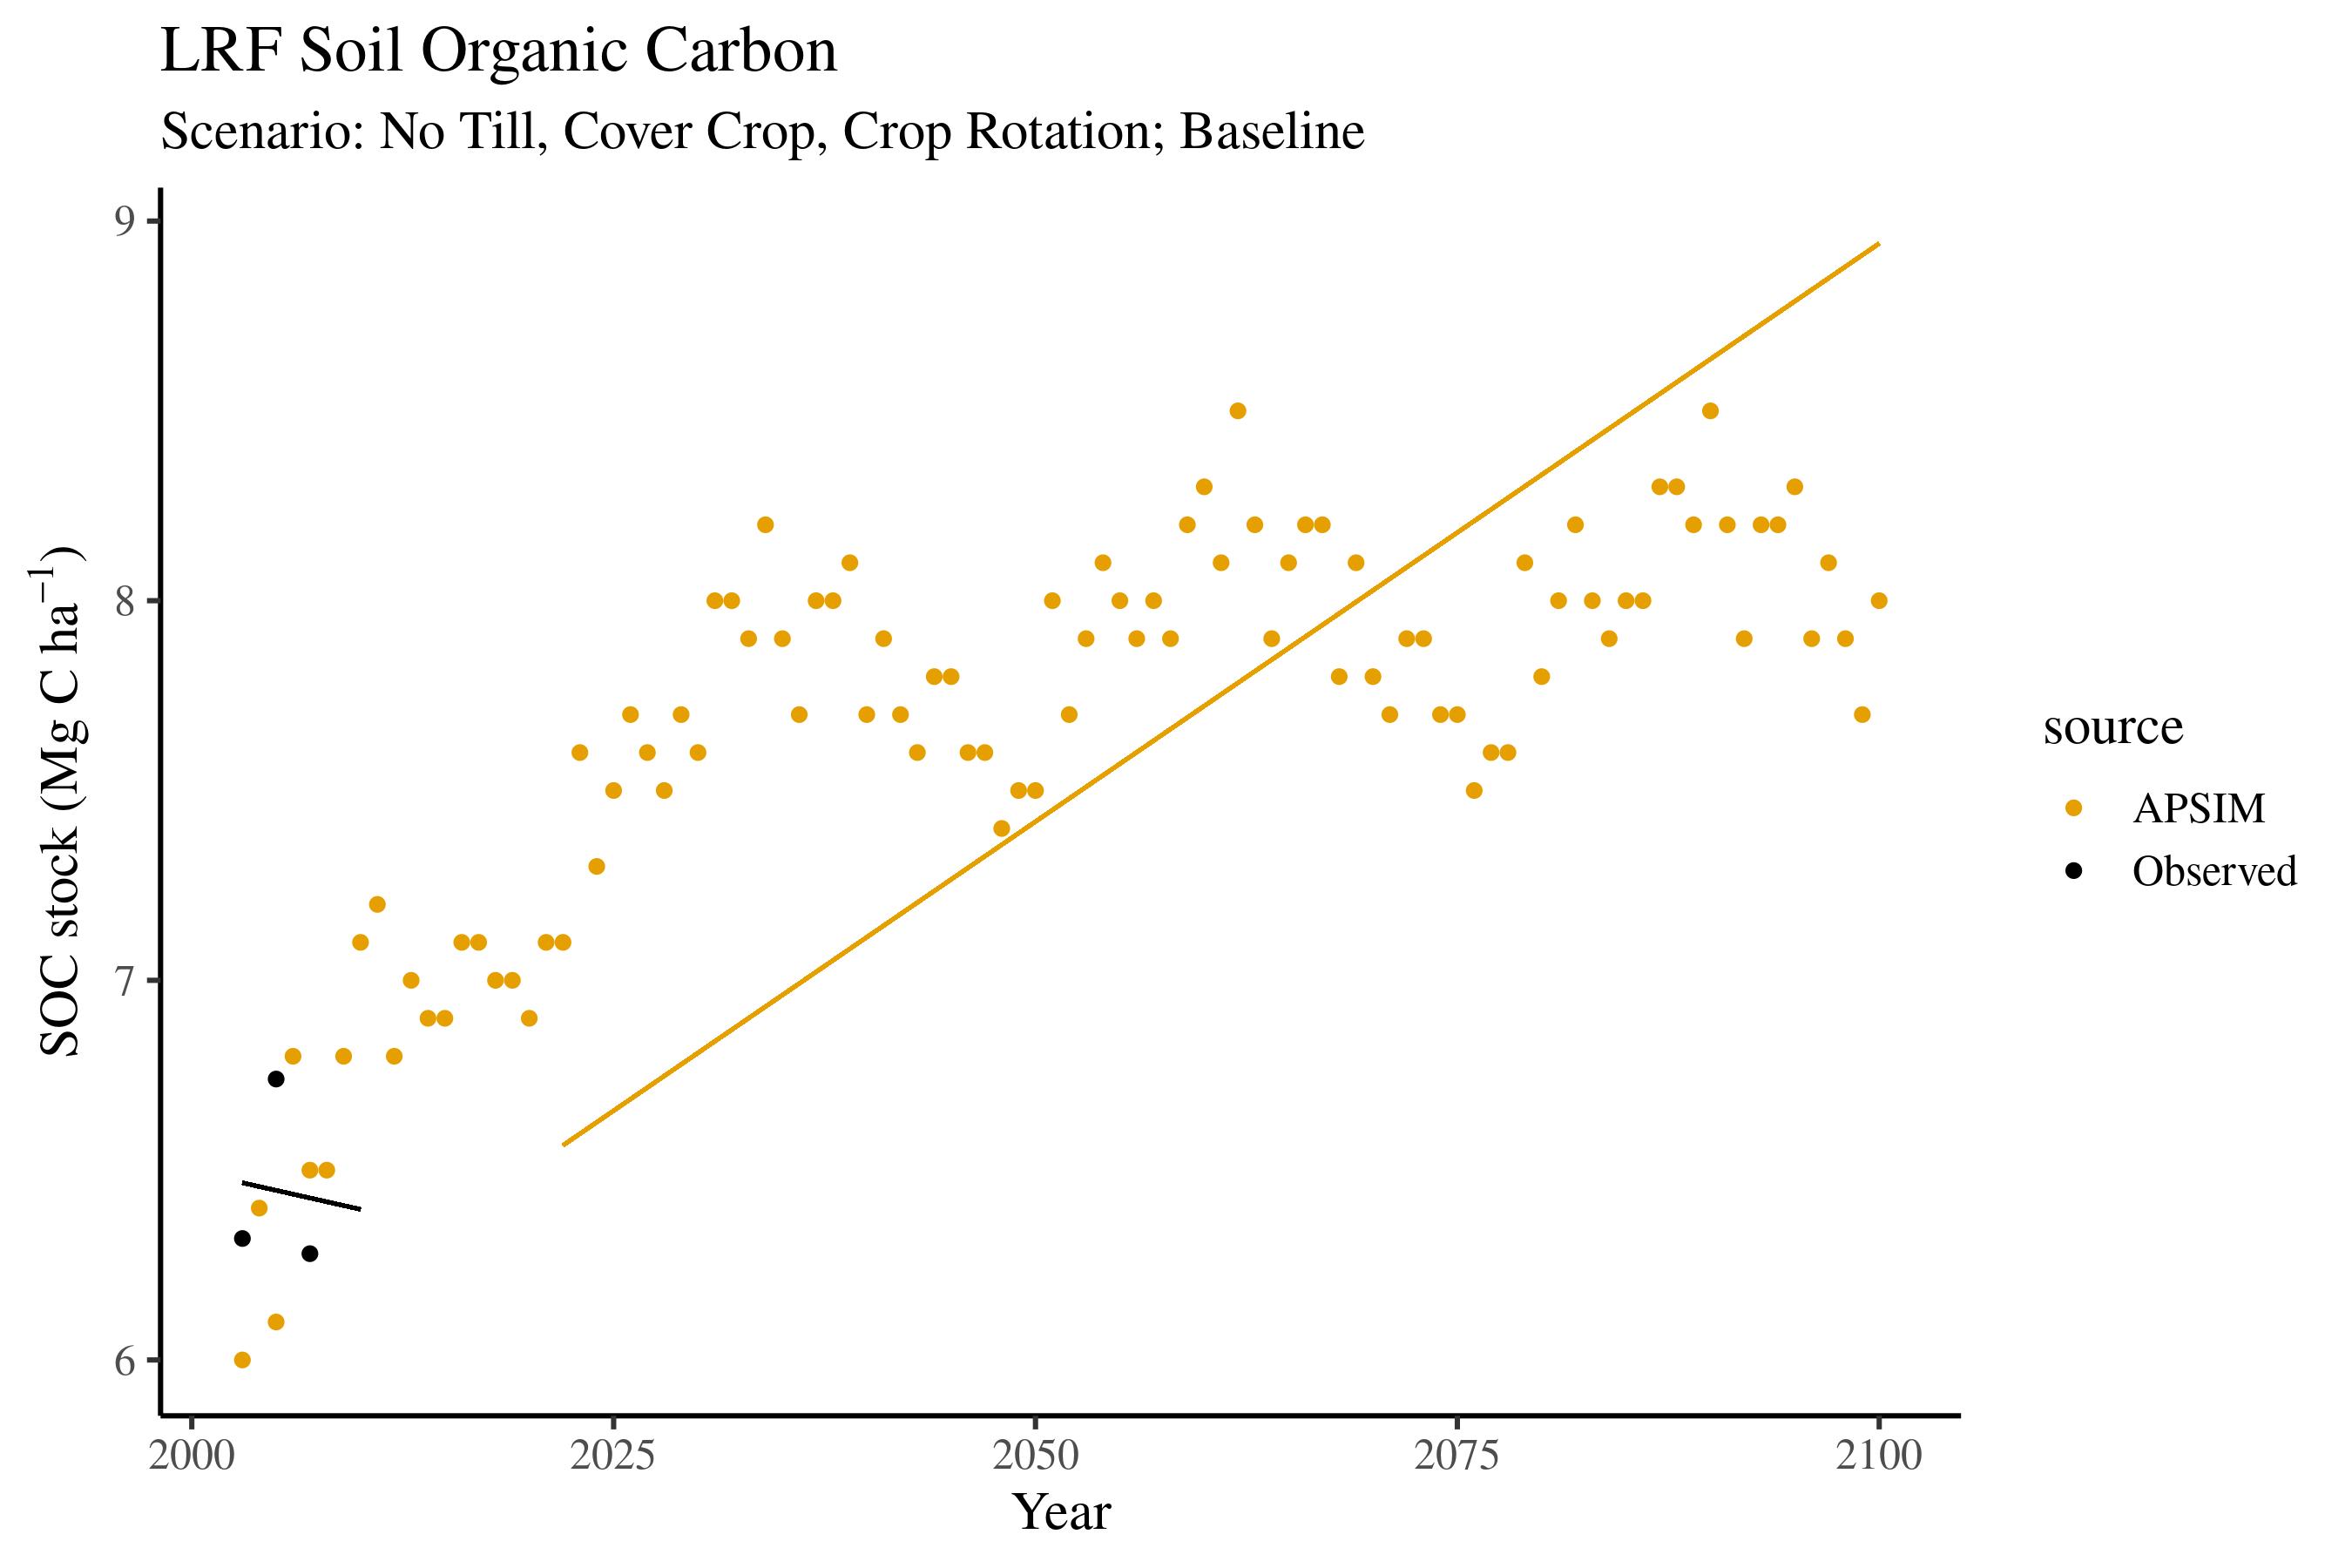 LRF Soil Organic Carbon
Scenario: No Till, Cover Crop, Crop Rotation; Baseline
SOC stock (Mg C ha⁻¹)
9
8
7
6
2000 2025 2050 2075 2100
Year
source
APSIM
Observed